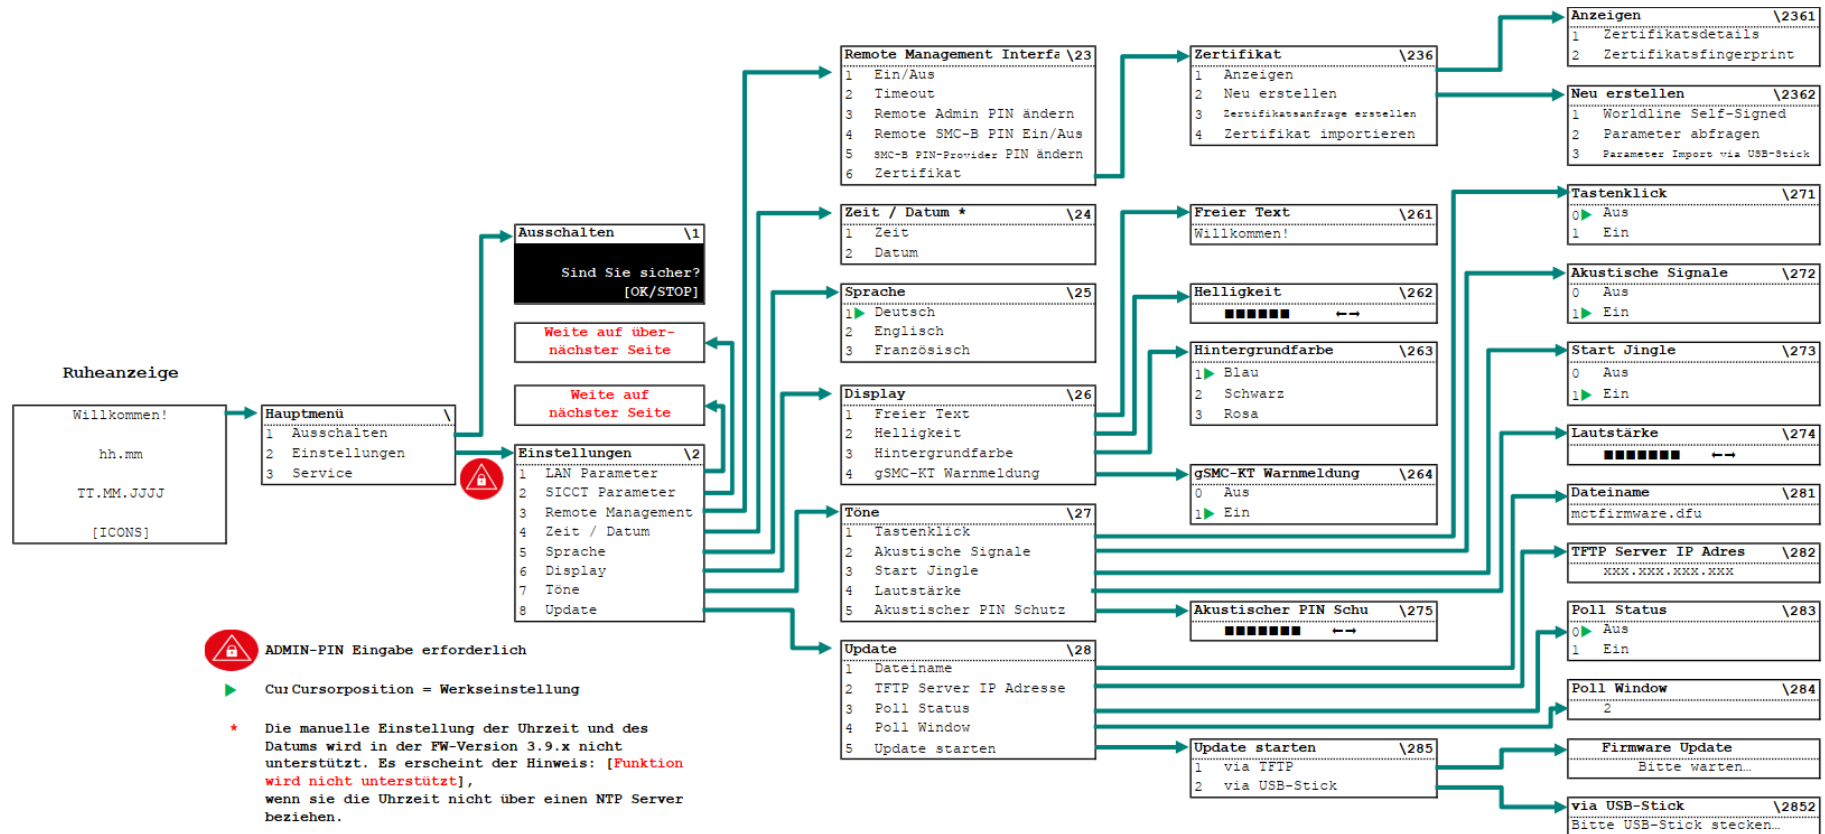 Ruheanzeige
Willkommen!
hh.mm
TT.MM.JJJJ
[ICONS]
Hauptmenü \
1 Ausschalten
2 Einstellungen
3 Service
Ausschalten \1
Sind Sie sicher?
[OK/STOP]
Weite auf über-
nächster Seite
Weite auf
nächster Seite
Einstellungen \2
1 LAN Parameter
2 SICCT Parameter
3 Remote Management
4 Zeit / Datum
5 Sprache
6 Display
7 Töne
8 Update
Remote Management Interfa \23
1 Ein/Aus
2 Timeout
3 Remote Admin PIN ändern
4 Remote SMC-B PIN Ein/Aus
5 SMC-B PIN-Provider PIN ändern
6 Zertifikat
Zeit / Datum * \24
1 Zeit
2 Datum
Sprache \25
1 Deutsch
2 Englisch
3 Französisch
Display \26
1 Freier Text
2 Helligkeit
3 Hintergrundfarbe
4 gSMC-KT Warnmeldung
Töne \27
1 Tastenklick
2 Akustische Signale
3 Start Jingle
4 Lautstärke
5 Akustischer PIN Schutz
Update \28
1 Dateiname
2 TFTP Server IP Adresse
3 Poll Status
4 Poll Window
5 Update starten
Zertifikat \236
1 Anzeigen
2 Neu erstellen
3 Zertifikatsanfrage erstellen
4 Zertifikat importieren
Freier Text \261
Willkommen!
Helligkeit \262
Hintergrundfarbe \263
1 Blau
2 Schwarz
3 Rosa
gSMC-KT Warnmeldung \264
0 Aus
1 Ein
Akustischer PIN Schu \275
Update starten \285
1 via TFTP
2 via USB-Stick
Anzeigen \2361
1 Zertifikatsdetails
2 Zertifikatsfingerprint
Neu erstellen \2362
1 Worldline Self-Signed
2 Parameter abfragen
3 Parameter Import via USB-Stick
Tastenklick \271
0 Aus
1 Ein
Akustische Signale \272
0 Aus
1 Ein
Start Jingle \273
0 Aus
1 Ein
Lautstärke \274
Dateiname \281
mctfirmware.dfu
TFTP Server IP Adres \282
xxx.xxx.xxx.xxx
Poll Status \283
0 Aus
1 Ein
Poll Window \284
2
Firmware Update
Bitte warten…
via USB-Stick \2852
Bitte USB-Stick stecken…
ADMIN-PIN Eingabe erforderlich
Cur Cursorposition = Werkseinstellung
* Die manuelle Einstellung der Uhrzeit und des
Datums wird in der FW-Version 3.9.x nicht
unterstützt. Es erscheint der Hinweis: [Funktion
wird nicht unterstützt],
wenn sie die Uhrzeit nicht über einen NTP Server
beziehen.